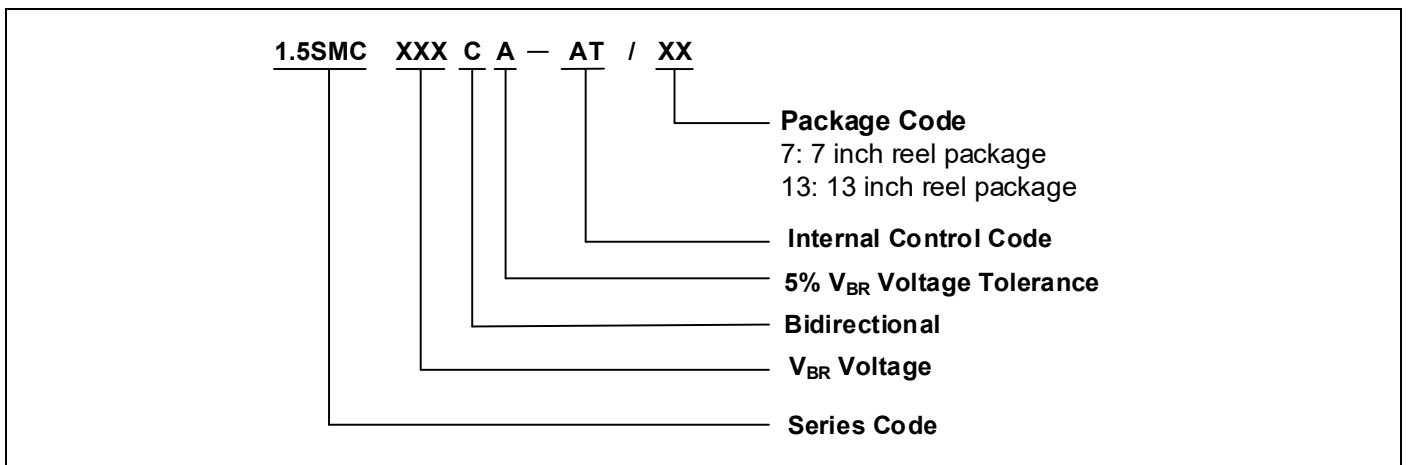 1.5SMC XXX C A — AT / XX
Package Code
7: 7 inch reel package
13: 13 inch reel package
Internal Control Code
5% VBR Voltage Tolerance
Bidirectional
VBR Voltage
Series Code